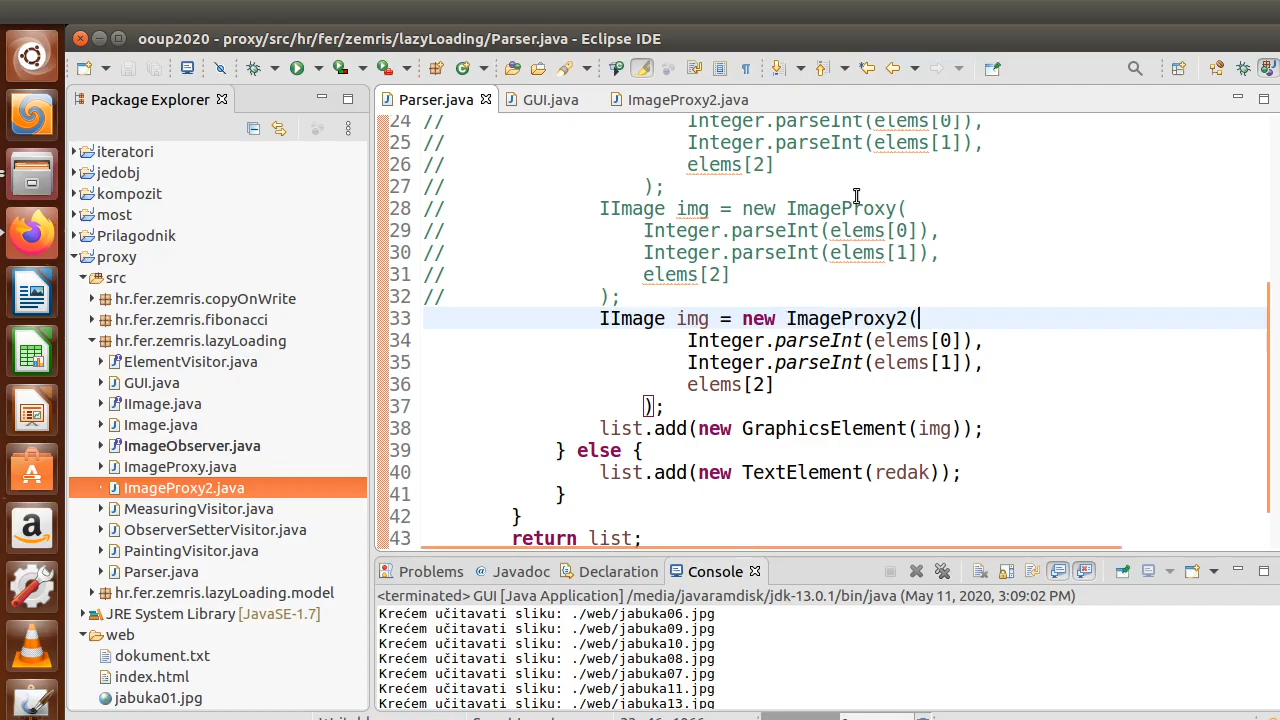 ooup2020 - proxy/src/hr/fer/zemris/lazyLoading/Parser.java - Eclipse IDE
Package Explorer
iteratori
jedobj
kompozit
most
Prilagodnik
proxy
src
hr.fer.zemris.copyOnWrite
hr.fer.zemris.fibonacci
hr.fer.zemris.lazyLoading
ElementVisitor.java
GUI.java
IImage.java
Image.java
ImageObserver.java
ImageProxy.java
ImageProxy2.java
MeasuringVisitor.java
ObserverSetterVisitor.java
PaintingVisitor.java
Parser.java
hr.fer.zemris.lazyLoading.model
JRE System Library [JavaSE-1.7]
web
dokument.txt
index.html
jabuka01.jpg
Parser.java GUI.java ImageProxy2.java
24 // Integer.parseInt(elems[0]),
25 // Integer.parseInt(elems[1]),
26 // elems[2]
27 // );
28 // IImage img = new ImageProxy(
29 // Integer.parseInt(elems[0]),
30 // Integer.parseInt(elems[1]),
31 // elems[2]
32 // );
33 IImage img = new ImageProxy2(
34 Integer.parseInt(elems[0]),
35 Integer.parseInt(elems[1]),
36 elems[2]
37 );
38 list.add(new GraphicsElement(img));
39 } else {
40 list.add(new TextElement(redak));
41 }
42 }
43 return list;
Problems @ Javadoc Declaration Console
<terminated> GUI [Java Application] /media/javaramdisk/jdk-13.0.1/bin/java (May 11, 2020, 3:09:02 PM)
Krećem učitavati sliku: ./web/jabuka06.jpg
Krećem učitavati sliku: ./web/jabuka09.jpg
Krećem učitavati sliku: ./web/jabuka10.jpg
Krećem učitavati sliku: ./web/jabuka08.jpg
Krećem učitavati sliku: ./web/jabuka07.jpg
Krećem učitavati sliku: ./web/jabuka11.jpg
Krećem učitavati sliku: ./web/jabuka13.jpg